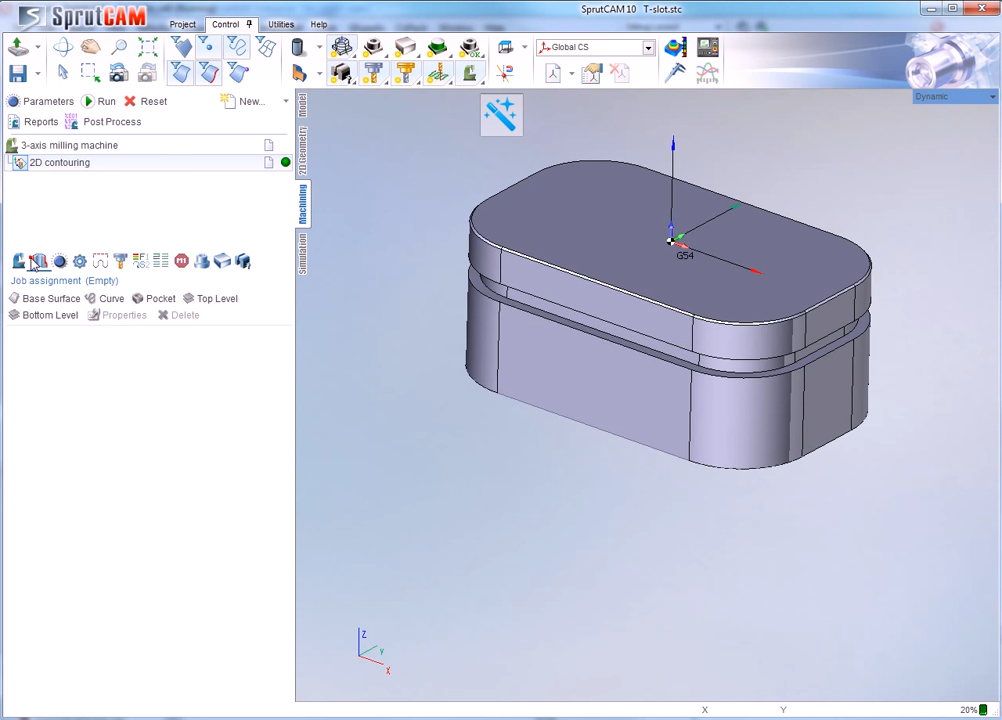 SprutCAM
Project
Control
Utilities
Help
SprutCAM 10 T-slot.stc
Global CS
Dynamic
Parameters
Run
Reset
New...
Reports
Post Process
3-axis milling machine
2D contouring
Model
2D Geometry
Machining
Simulation
Job assignment (Empty)
Base Surface
Curve
Pocket
Top Level
Bottom Level
Properties
Delete
G54
Z
Y
X
X
Y
20%